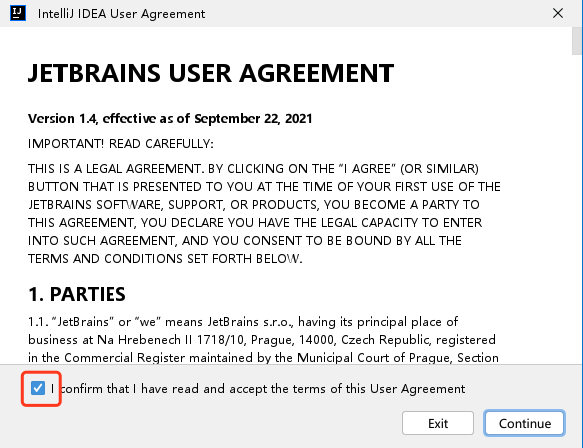 IJ IntelliJ IDEA User Agreement
JETBRAINS USER AGREEMENT
Version 1.4, effective as of September 22, 2021
IMPORTANT! READ CAREFULLY:
THIS IS A LEGAL AGREEMENT. BY CLICKING ON THE "I AGREE" (OR SIMILAR)
BUTTON THAT IS PRESENTED TO YOU AT THE TIME OF YOUR FIRST USE OF THE
JETBRAINS SOFTWARE, SUPPORT, OR PRODUCTS, YOU BECOME A PARTY TO
THIS AGREEMENT, YOU DECLARE YOU HAVE THE LEGAL CAPACITY TO ENTER
INTO SUCH AGREEMENT, AND YOU CONSENT TO BE BOUND BY ALL THE
TERMS AND CONDITIONS SET FORTH BELOW.
1. PARTIES
1.1. "JetBrains" or "we" means JetBrains s.r.o., having its principal place of
business at Na Hrebenech II 1718/10, Prague, 14000, Czech Republic, registered
in the Commercial Register maintained by the Municipal Court of Prague, Section
I confirm that I have read and accept the terms of this User Agreement
Exit Continue